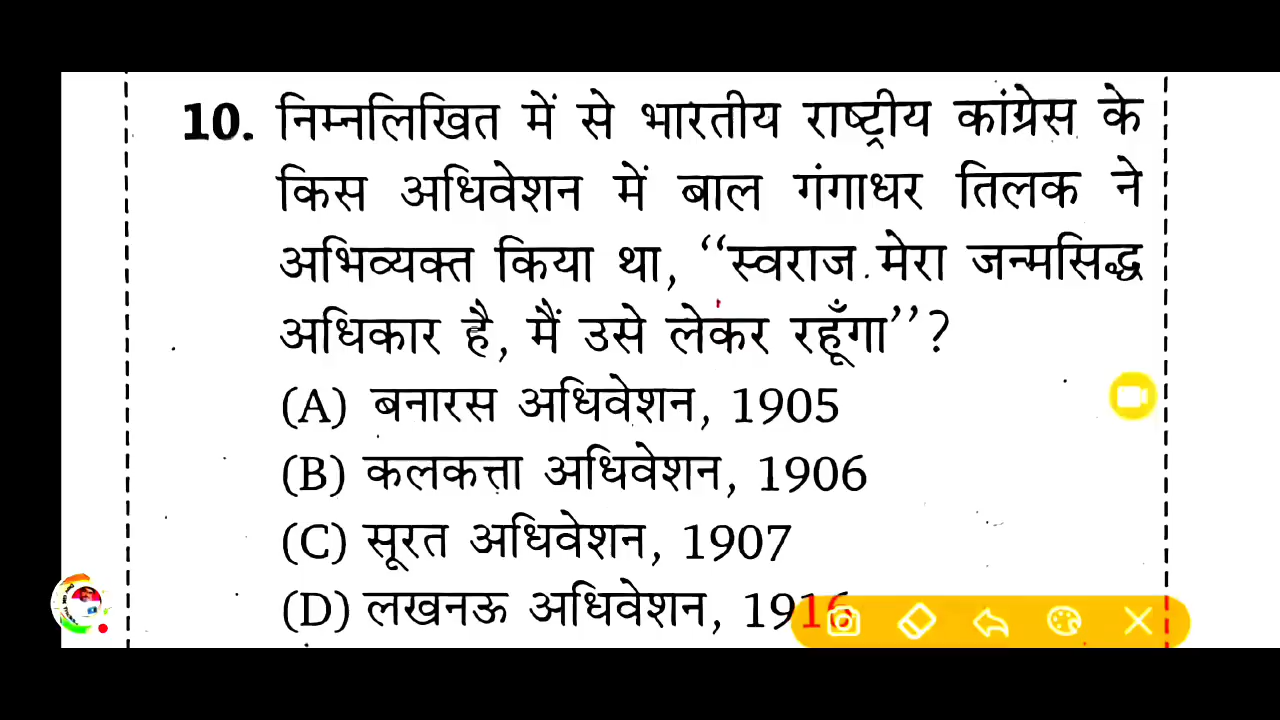 10. निम्नलिखित में से भारतीय राष्ट्रीय कांग्रेस के
किस अधिवेशन में बाल गंगाधर तिलक ने
अभिव्यक्त किया था, “स्वराज मेरा जन्मसिद्ध
अधिकार है, मैं उसे लेकर रहूँगा”?
(A) बनारस अधिवेशन, 1905
(B) कलकत्ता अधिवेशन, 1906
(C) सूरत अधिवेशन, 1907
(D) लखनऊ अधिवेशन, 1916